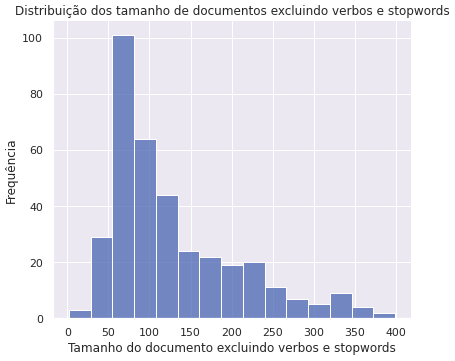 Distribuição dos tamanho de documentos excluindo verbos e stopwords
Frequência
100
80
60
40
20
0
0 50 100 150 200 250 300 350 400
Tamanho do documento excluindo verbos e stopwords